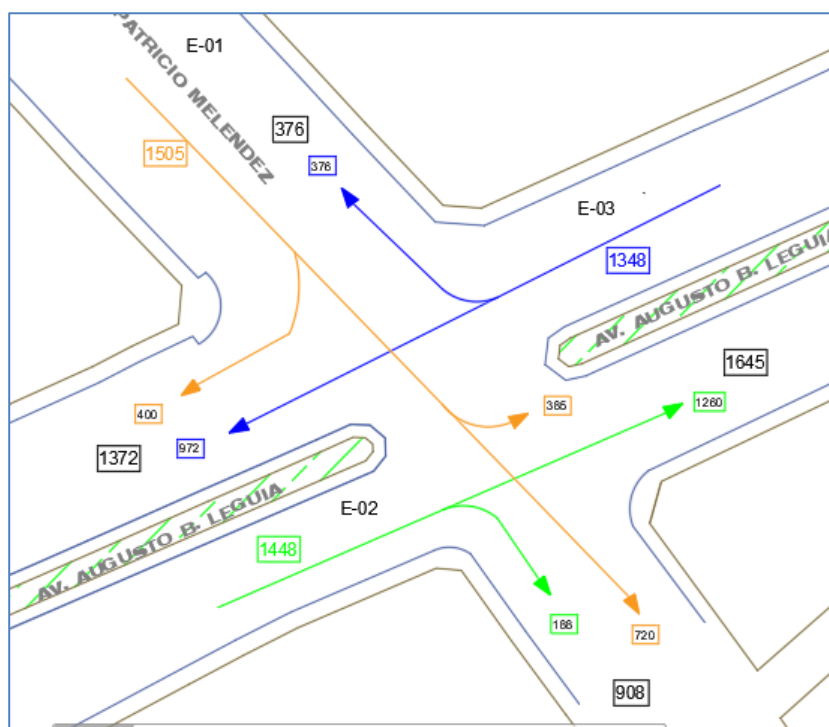 E-01
PATRICIO MELENDEZ
376
376
1505
E-03
1348
AV. AUGUSTO B. LEGUIA
1645
385
1260
400
972
1372
E-02
1448
AV. AUGUSTO B. LEGUIA
188
720
908